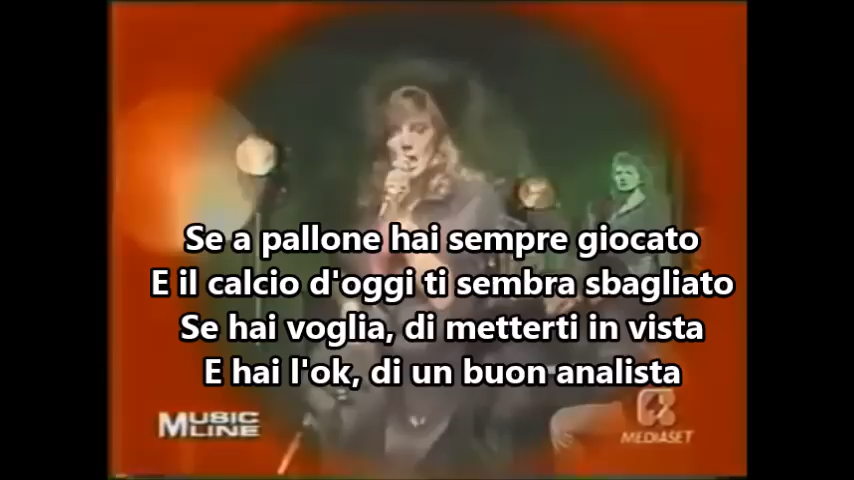 Se a pallone hai sempre giocato
E il calcio d'oggi ti sembra sbagliato
Se hai voglia, di metterti in vista
E hai l'ok, di un buon analista
MUSIC
LINE
MEDIASET